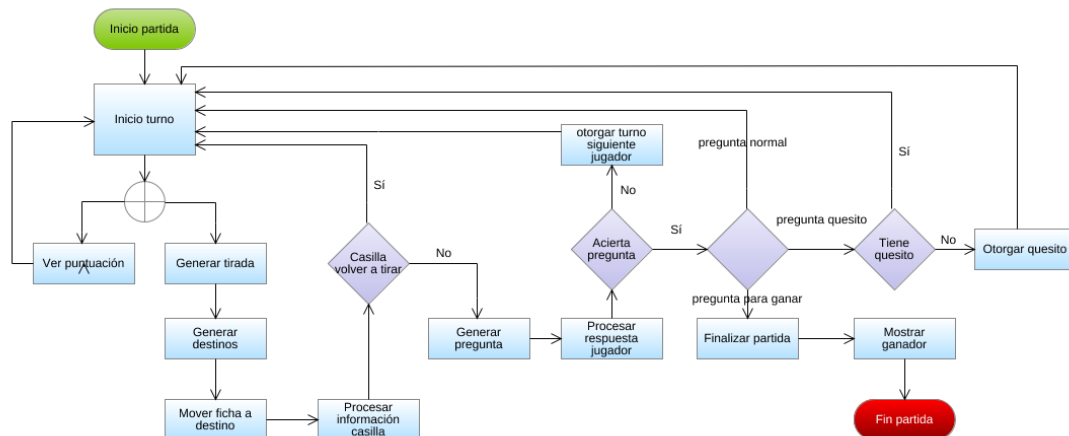 Inicio partida
Inicio turno
otorgar turno
siguiente
jugador
pregunta normal
Sí
Sí
No
Ver puntuación
Generar tirada
Casilla
volver a tirar
No
Acierta
pregunta
Sí
pregunta quesito
Tiene
quesito
No
Otorgar quesito
pregunta para ganar
Generar
destinos
Generar
pregunta
Procesar
respuesta
jugador
Finalizar partida
Mostrar
ganador
Mover ficha a
destino
Procesar
información
casilla
Fin partida